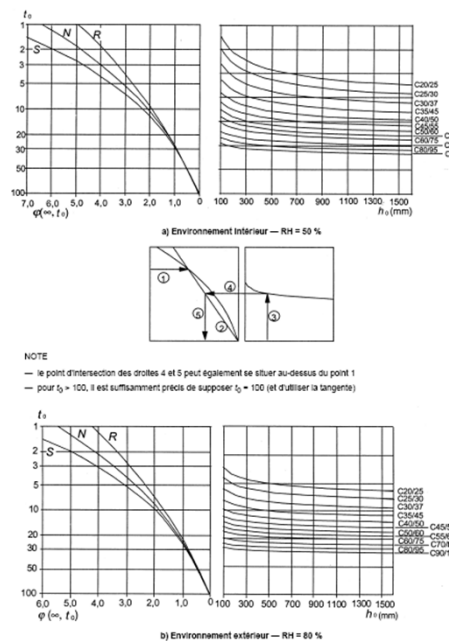 t₀
1
2
3
5
10
20
30
50
100
S
N
R
7,0 6,0 5,0 4,0 3,0 2,0 1,0 0
φ(∞, t₀)
C20/25
C25/30
C30/37
C35/45
C40/50
C50/60
C60/75
C80/95
100 300 500 700 900 1100 1300 1500
h₀(mm)
a) Environnement intérieur — RH = 50 %
1
2
3
4
5
NOTE
— le point d'intersection des droites 4 et 5 peut également se situer au-dessus du point 1
— pour t₀ > 100, il est suffisamment précis de supposer t₀ = 100 (et d'utiliser la tangente)
t₀
1
2
3
5
10
20
30
50
100
S
N
R
6,0 5,0 4,0 3,0 2,0 1,0 0
φ (∞, t₀)
C20/25
C25/30
C30/37
C35/45
C40/50
C50/60
C60/75
C80/95
100 300 500 700 900 1100 1300 1500
h₀(mm)
b) Environnement extérieur — RH = 80 %